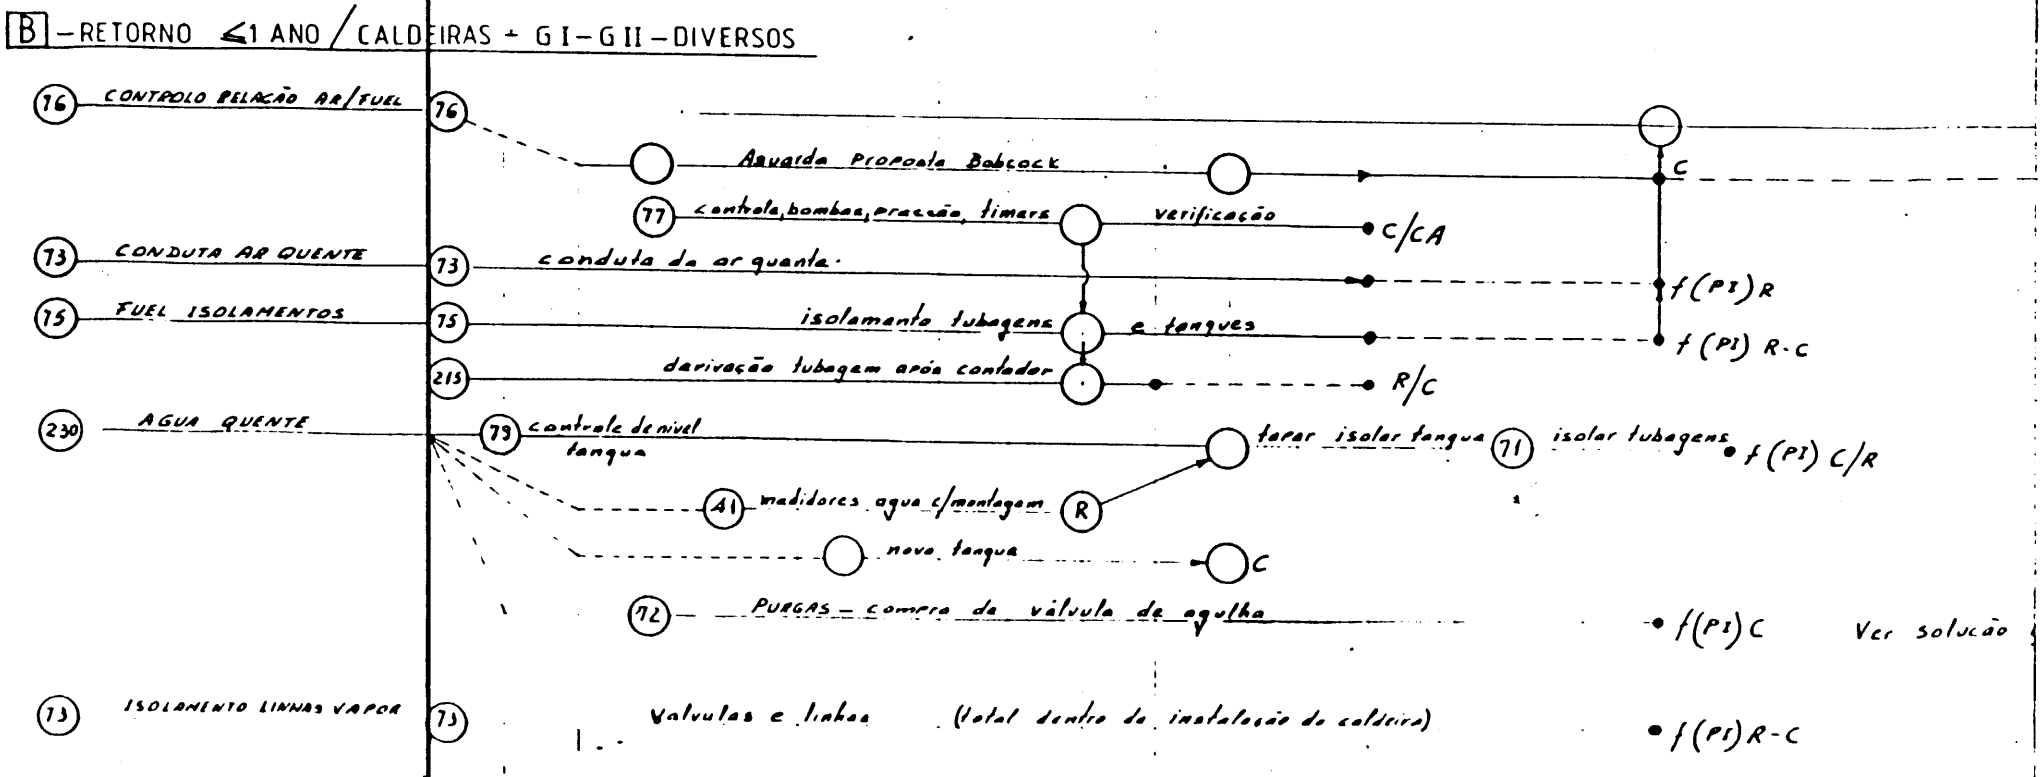 B - RETORNO ≤1 ANO / CALDEIRAS + G I - G II - DIVERSOS
76 CONTROLO RELAÇÃO AR/FUEL 76
Aguarda Proposta Babcock C
77 controle, bombas, pressão, timers verificação C/CA
73 CONDUTA AR QUENTE 73 conduta de ar quente. f(PI) R
75 FUEL ISOLAMENTOS 75 isolamento tubagens e tanques f(PI) R-C
215 derivação tubagem após contador R/C
230 AGUA QUENTE 79 controle de nivel tapar isolar tanque 71 isolar tubagens f(PI) C/R
tanque
41 medidores agua c/montagem R
novo tanque C
72 PURGAS - compra de válvula de agulha f(PI) C Ver solução
73 ISOLAMENTO LINHAS VAPOR 73 Valvulas e linhas (total dentro da instalação de caldeira) f(PI) R-C